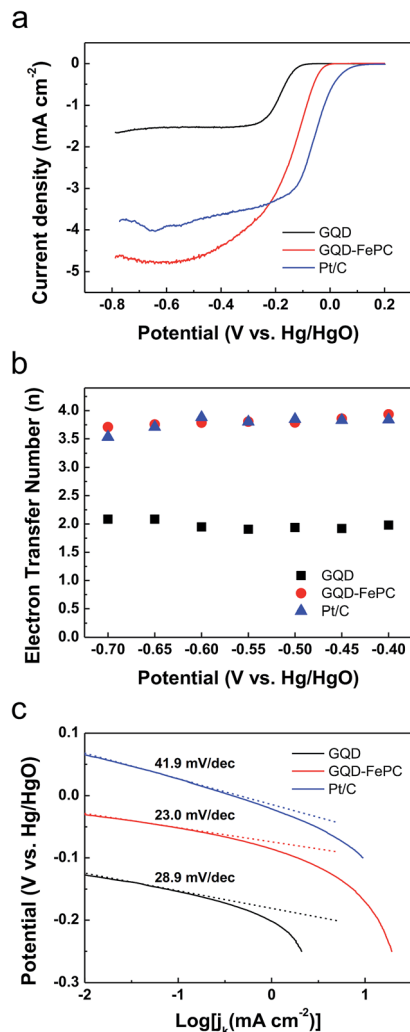 a
Current density (mA cm⁻²)
0
-1
-2
-3
-4
-5
GQD
GQD-FePC
Pt/C
-0.8 -0.6 -0.4 -0.2 0.0 0.2
Potential (V vs. Hg/HgO)
b
Electron Transfer Number (n)
4.0
3.5
3.0
2.5
2.0
1.5
1.0
0.5
0.0
GQD
GQD-FePC
Pt/C
-0.70 -0.65 -0.60 -0.55 -0.50 -0.45 -0.40
Potential (V vs. Hg/HgO)
c
Potential (V vs. Hg/HgO)
0.1
0.0
-0.1
-0.2
-0.3
41.9 mV/dec
23.0 mV/dec
28.9 mV/dec
GQD
GQD-FePC
Pt/C
-2 -1 0 1
Log[jₖ(mA cm⁻²)]